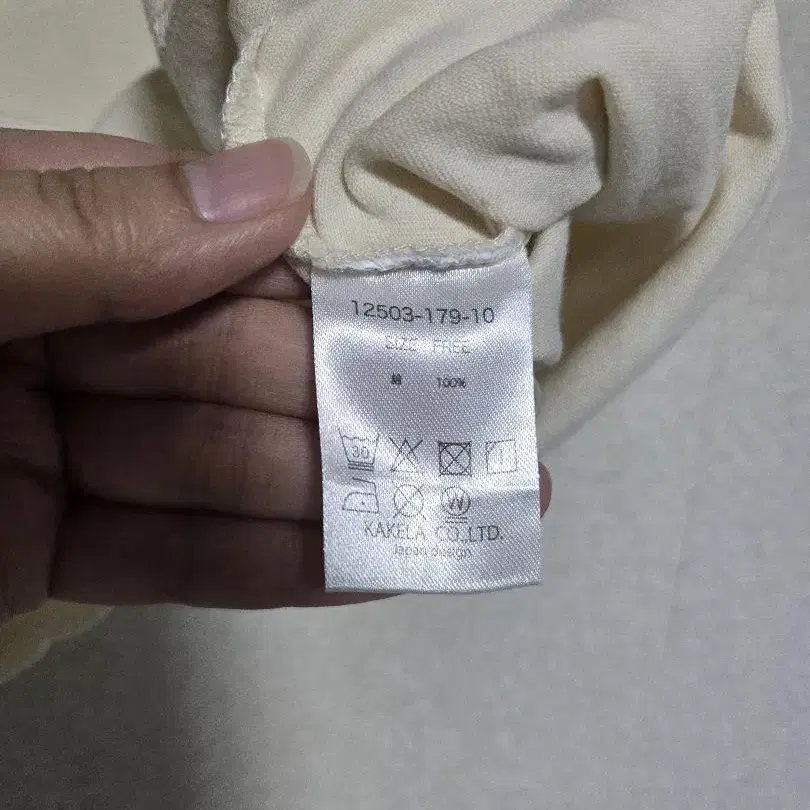 12503-179-10
SIZE FREE
綿 100%
30
W
KAKELA CO.,LTD.
Japan design